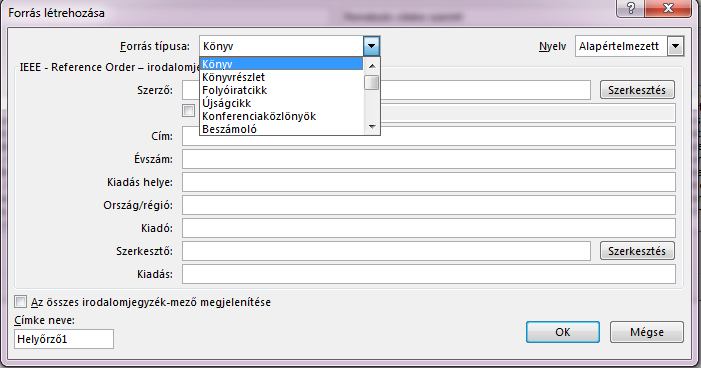 Forrás létrehozása
Forrás típusa: Könyv
Nyelv Alapértelmezett
Könyv
Könyvrészlet
Folyóiratcikk
Újságcikk
Konferenciaközlönyök
Beszámoló
IEEE - Reference Order – irodalomj
Szerző: Szerkesztés
Cím:
Évszám:
Kiadás helye:
Ország/régió:
Kiadó:
Szerkesztő: Szerkesztés
Kiadás:
Az összes irodalomjegyzék-mező megjelenítése
Címke neve:
Helyőrző1
OK Mégse